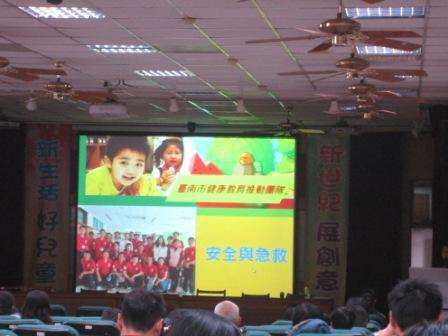 新生活 好兒童
臺南市健康教育推動團隊
安全與急救
新世紀 展創意